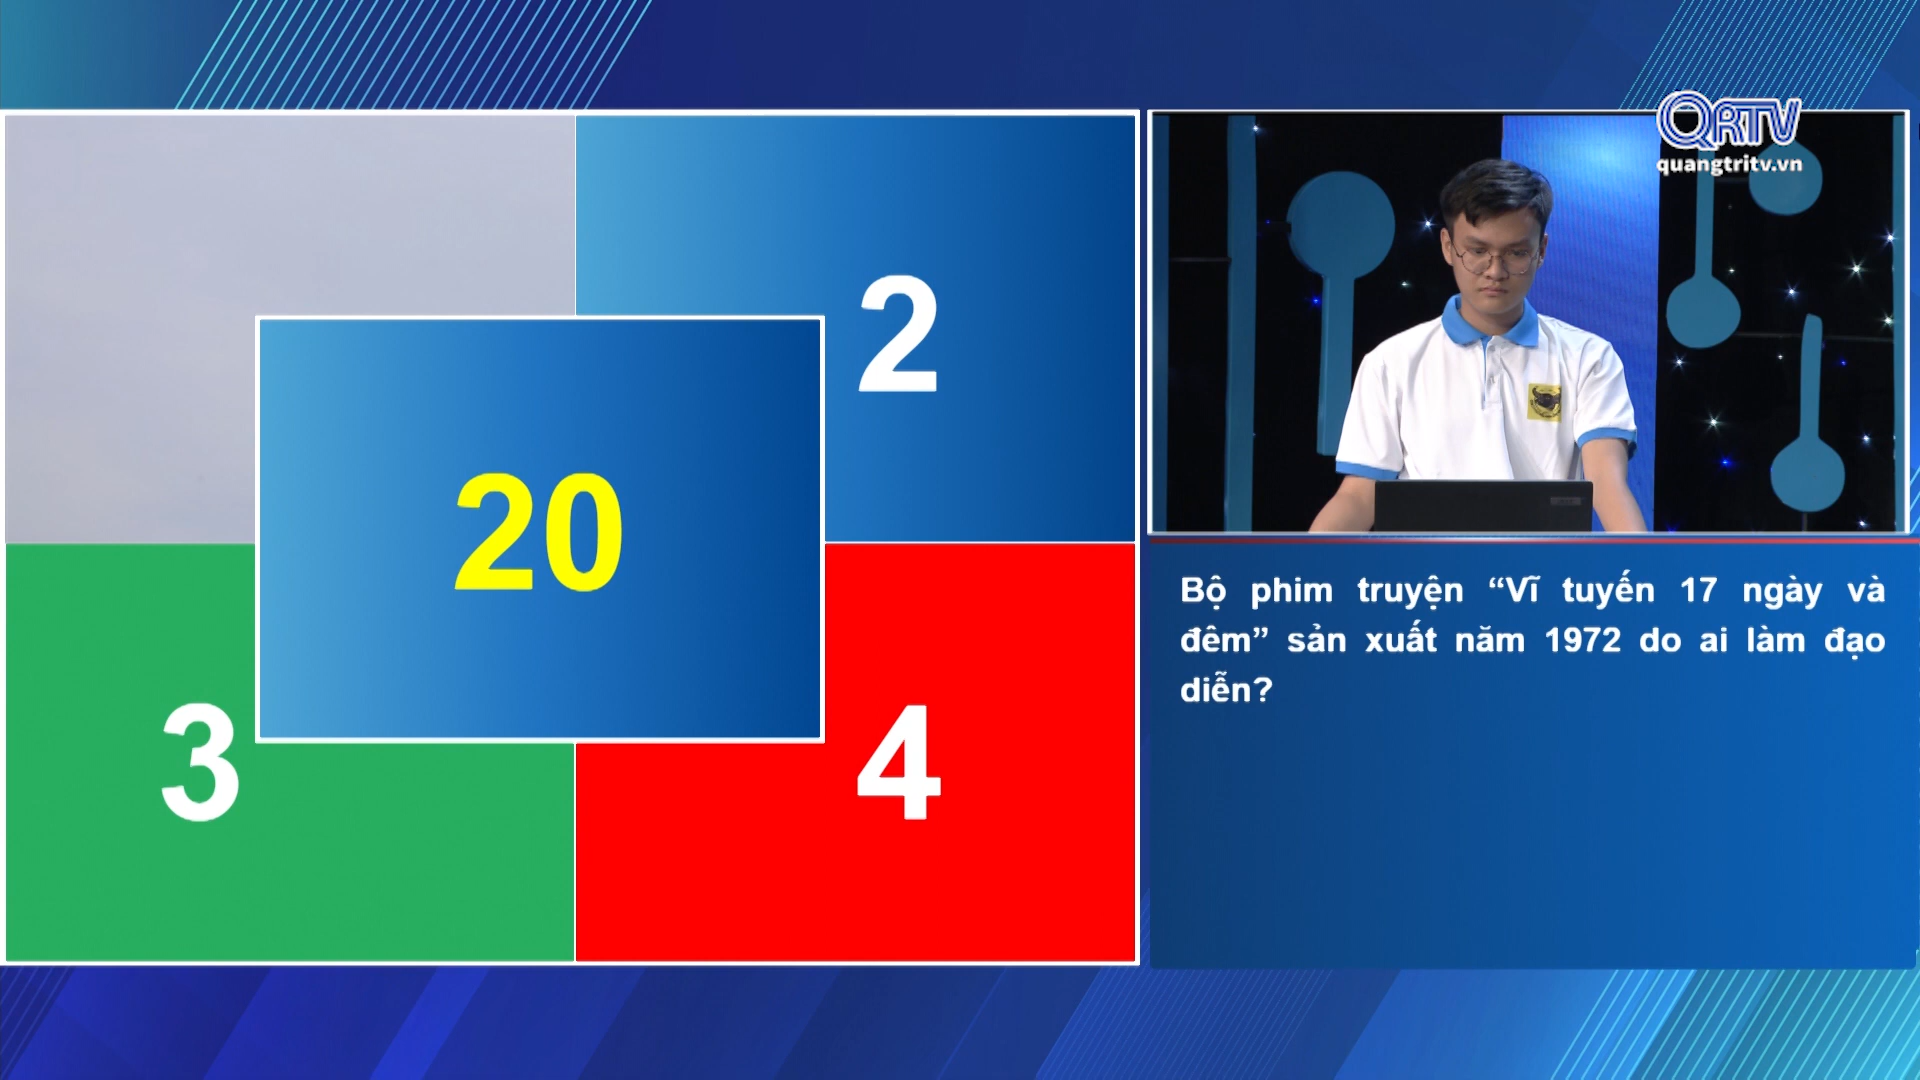 2
20
3
4
QRTV
quangtritv.vn
Bộ phim truyện “Vĩ tuyến 17 ngày và
đêm” sản xuất năm 1972 do ai làm đạo
diễn?